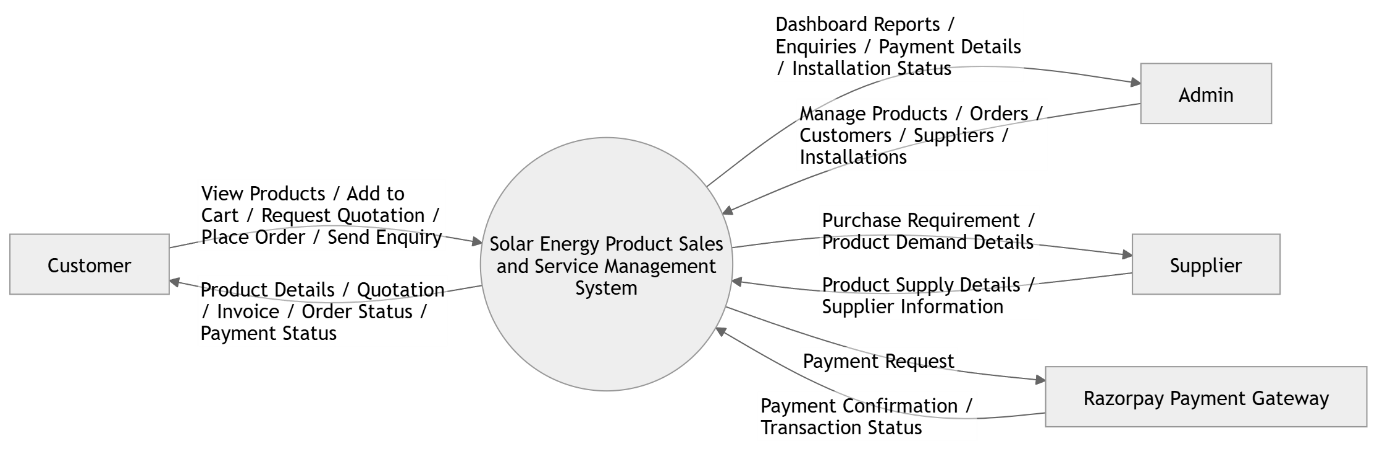 Dashboard Reports /
Enquiries / Payment Details
/ Installation Status
Admin
Manage Products / Orders /
Customers / Suppliers /
Installations
View Products / Add to
Cart / Request Quotation /
Place Order / Send Enquiry
Customer
Product Details / Quotation
/ Invoice / Order Status /
Payment Status
Solar Energy Product Sales
and Service Management
System
Purchase Requirement /
Product Demand Details
Supplier
Product Supply Details /
Supplier Information
Payment Request
Razorpay Payment Gateway
Payment Confirmation /
Transaction Status